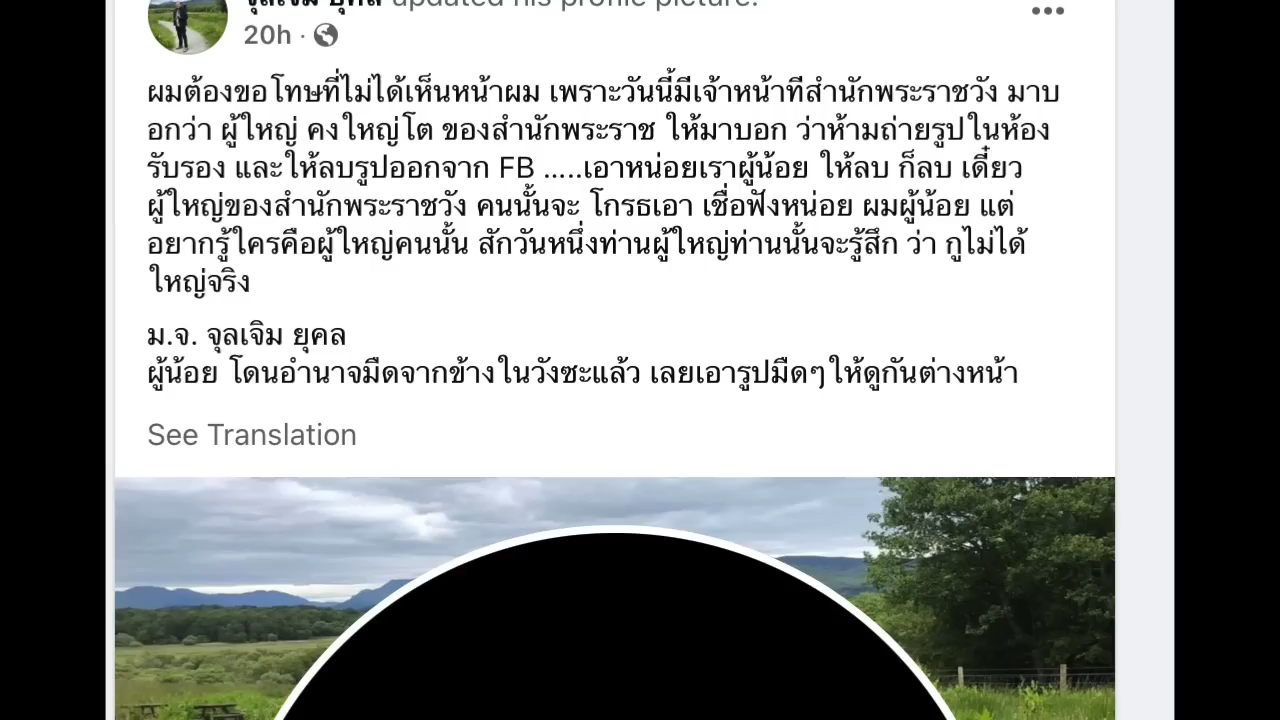 จุลเจิม ยุคล updated his profile picture.
20h ·
ผมต้องขอโทษที่ไม่ได้เห็นหน้าผม เพราะวันนี้มีเจ้าหน้าที่สำนักพระราชวัง มาบ
อกว่า ผู้ใหญ่ คงใหญ่โต ของสำนักพระราช ให้มาบอก ว่าห้ามถ่ายรูปในห้อง
รับรอง และให้ลบรูปออกจาก FB .....เอาหน่อยเราผู้น้อย ให้ลบ ก็ลบ เดี๋ยว
ผู้ใหญ่ของสำนักพระราชวัง คนนั้นจะ โกรธเอา เชื่อฟังหน่อย ผมผู้น้อย แต่
อยากรู้ใครคือผู้ใหญ่คนนั้น สักวันหนึ่งท่านผู้ใหญ่ท่านนั้นจะรู้สึก ว่า กูไม่ได้
ใหญ่จริง
ม.จ. จุลเจิม ยุคล
ผู้น้อย โดนอำนาจมืดจากข้างในวังซะแล้ว เลยเอารูปมืดๆให้ดูกันต่างหน้า
See Translation